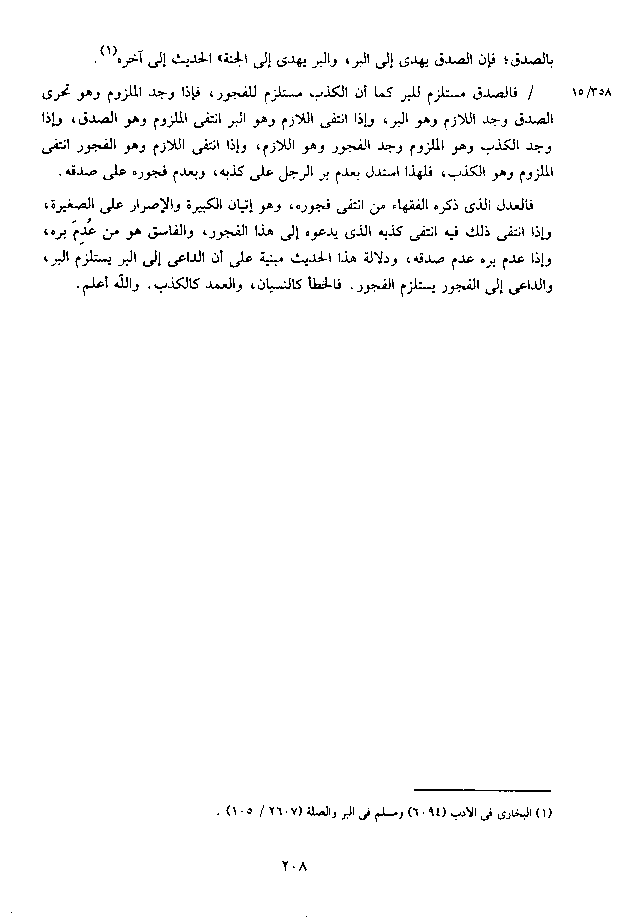 بالصدق؛ فإن الصدق يهدى إلى البر، والبر يهدى إلى الجنة» الحديث إلى آخره(١).
١٥/٣٥٨ / فالصدق مستلزم للبر كما أن الكذب مستلزم للفجور، فإذا وجد الملزوم وهو تحرى
الصدق وجد اللازم وهو البر، وإذا انتفى اللازم وهو البر انتفى الملزوم وهو الصدق، وإذا
وجد الكذب وهو الملزوم وجد الفجور وهو اللازم، وإذا انتفى اللازم وهو الفجور انتفى
الملزوم وهو الكذب، فلهذا استدل بعدم بر الرجل على كذبه، وبعدم فجوره على صدقه.
فالعدل الذى ذكره الفقهاء من انتفى فجوره، وهو إتيان الكبيرة والإصرار على الصغيرة،
وإذا انتفى ذلك فيه انتفى كذبه الذى يدعوه إلى هذا الفجور، والفاسق هو من عُدِمَ بره،
وإذا عدم بره عدم صدقه، ودلالة هذا الحديث مبنية على أن الداعى إلى البر يستلزم البر،
والداعى إلى الفجور يستلزم الفجور. فالخطأ كالنسيان، والعمد كالكذب. والله أعلم.
(١) البخارى فى الأدب (٦٠٩٤) ومسلم فى البر والصلة (٢٦٠٧ / ١٠٥) .
٢٠٨